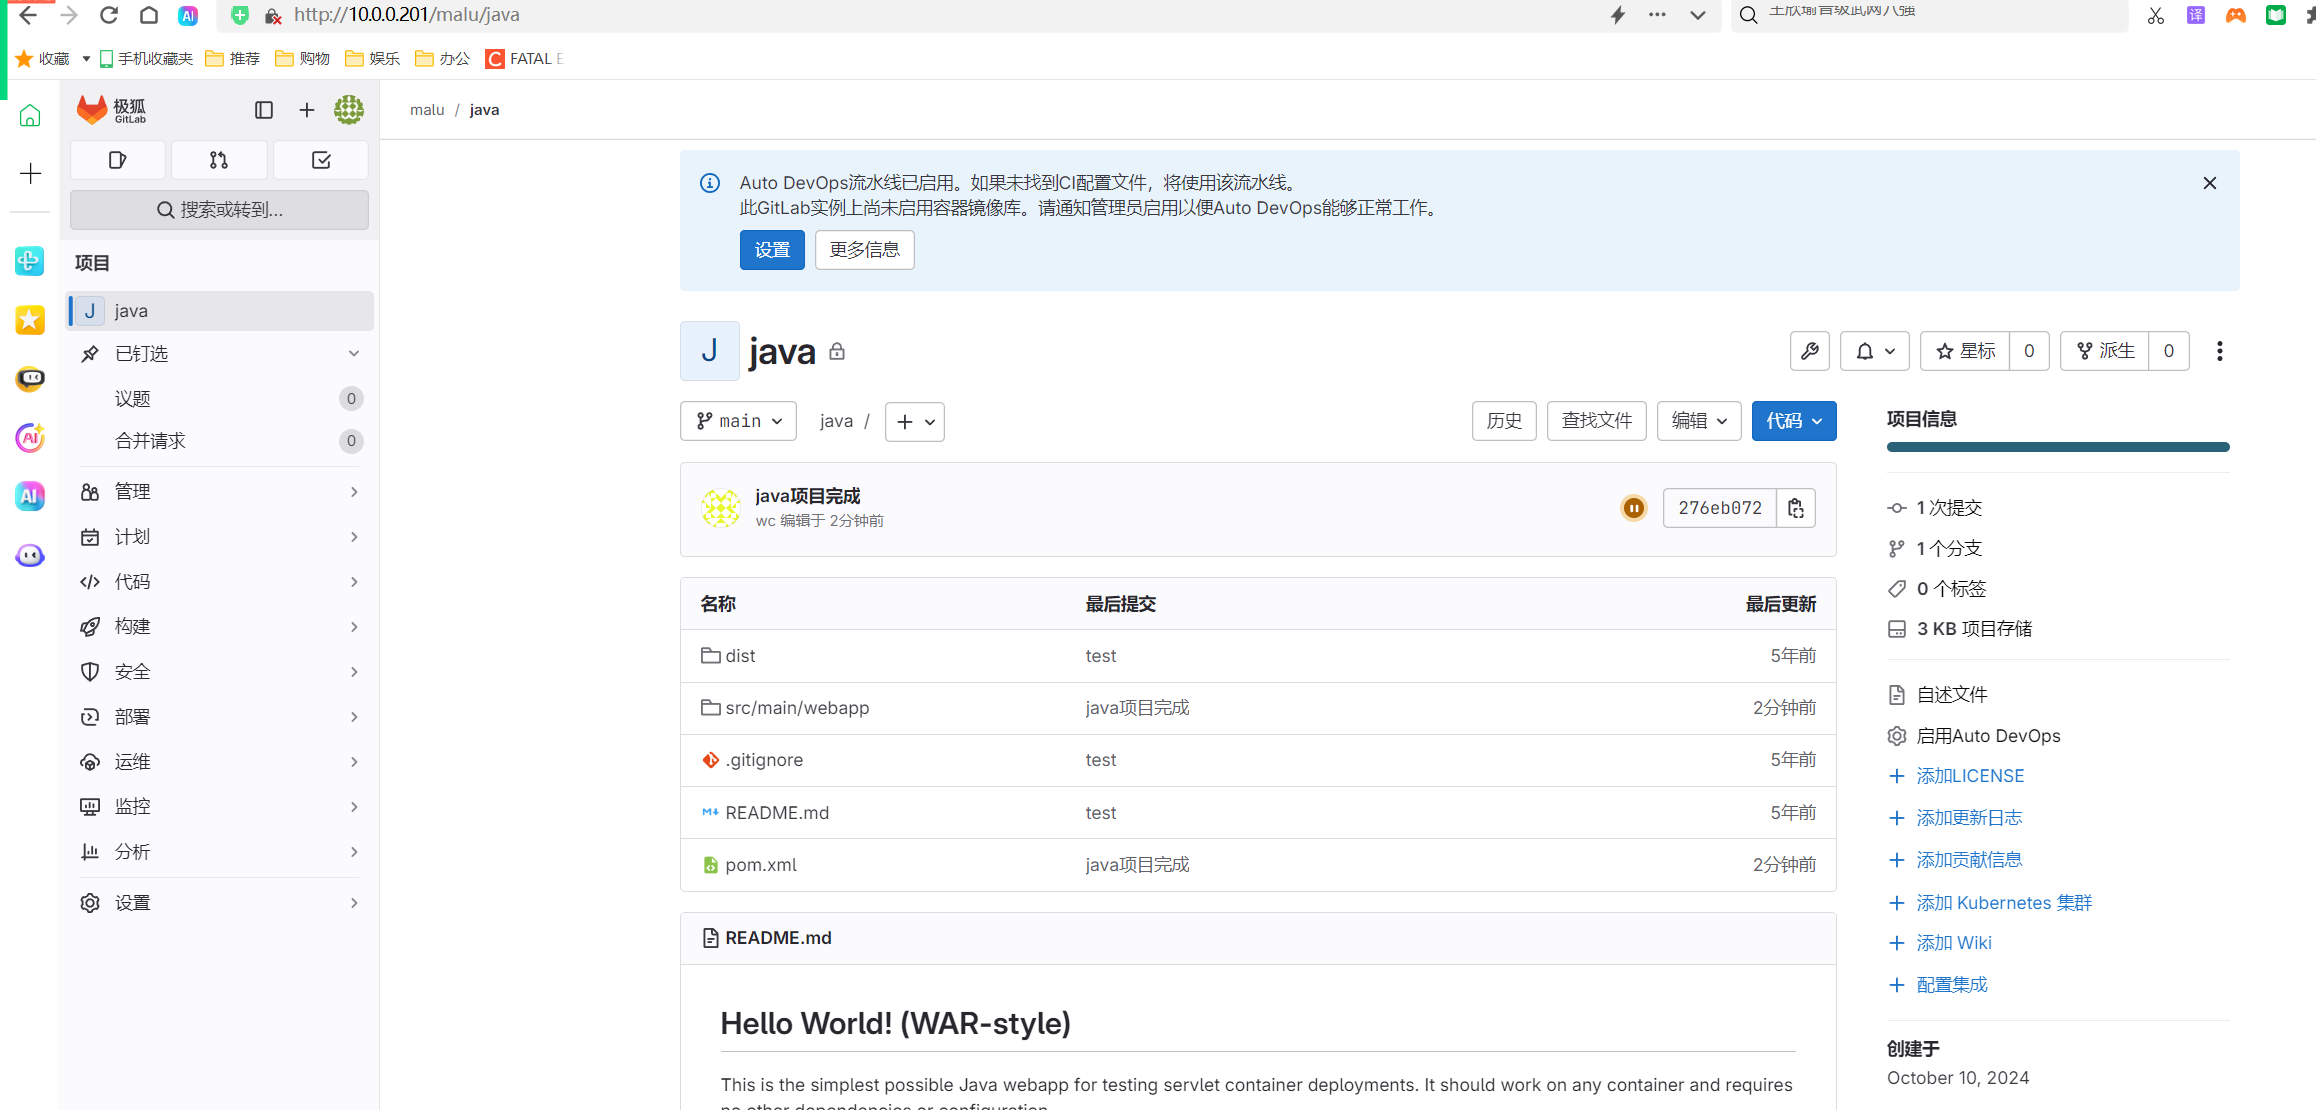 http://10.0.0.201/malu/java
收藏 手机收藏夹 推荐 购物 娱乐 办公 FATAL E
极狐
GitLab
malu / java
搜索或转到...
Auto DevOps流水线已启用。如果未找到CI配置文件，将使用该流水线。
此GitLab实例上尚未启用容器镜像库。请通知管理员启用以便Auto DevOps能够正常工作。
设置 更多信息
项目
J java
已钉选
议题 0
合并请求 0
管理
计划
代码
构建
安全
部署
运维
监控
分析
设置
J java
星标 0 派生 0
main java / 历史 查找文件 编辑 代码
java项目完成
wc 编辑于 2分钟前
276eb072
名称 最后提交 最后更新
dist test 5年前
src/main/webapp java项目完成 2分钟前
.gitignore test 5年前
README.md test 5年前
pom.xml java项目完成 2分钟前
README.md
Hello World! (WAR-style)
This is the simplest possible Java webapp for testing servlet container deployments. It should work on any container and requires
no other dependencies or configuration.
项目信息
1 次提交
1 个分支
0 个标签
3 KB 项目存储
自述文件
启用Auto DevOps
添加LICENSE
添加更新日志
添加贡献信息
添加 Kubernetes 集群
添加 Wiki
配置集成
创建于
October 10, 2024